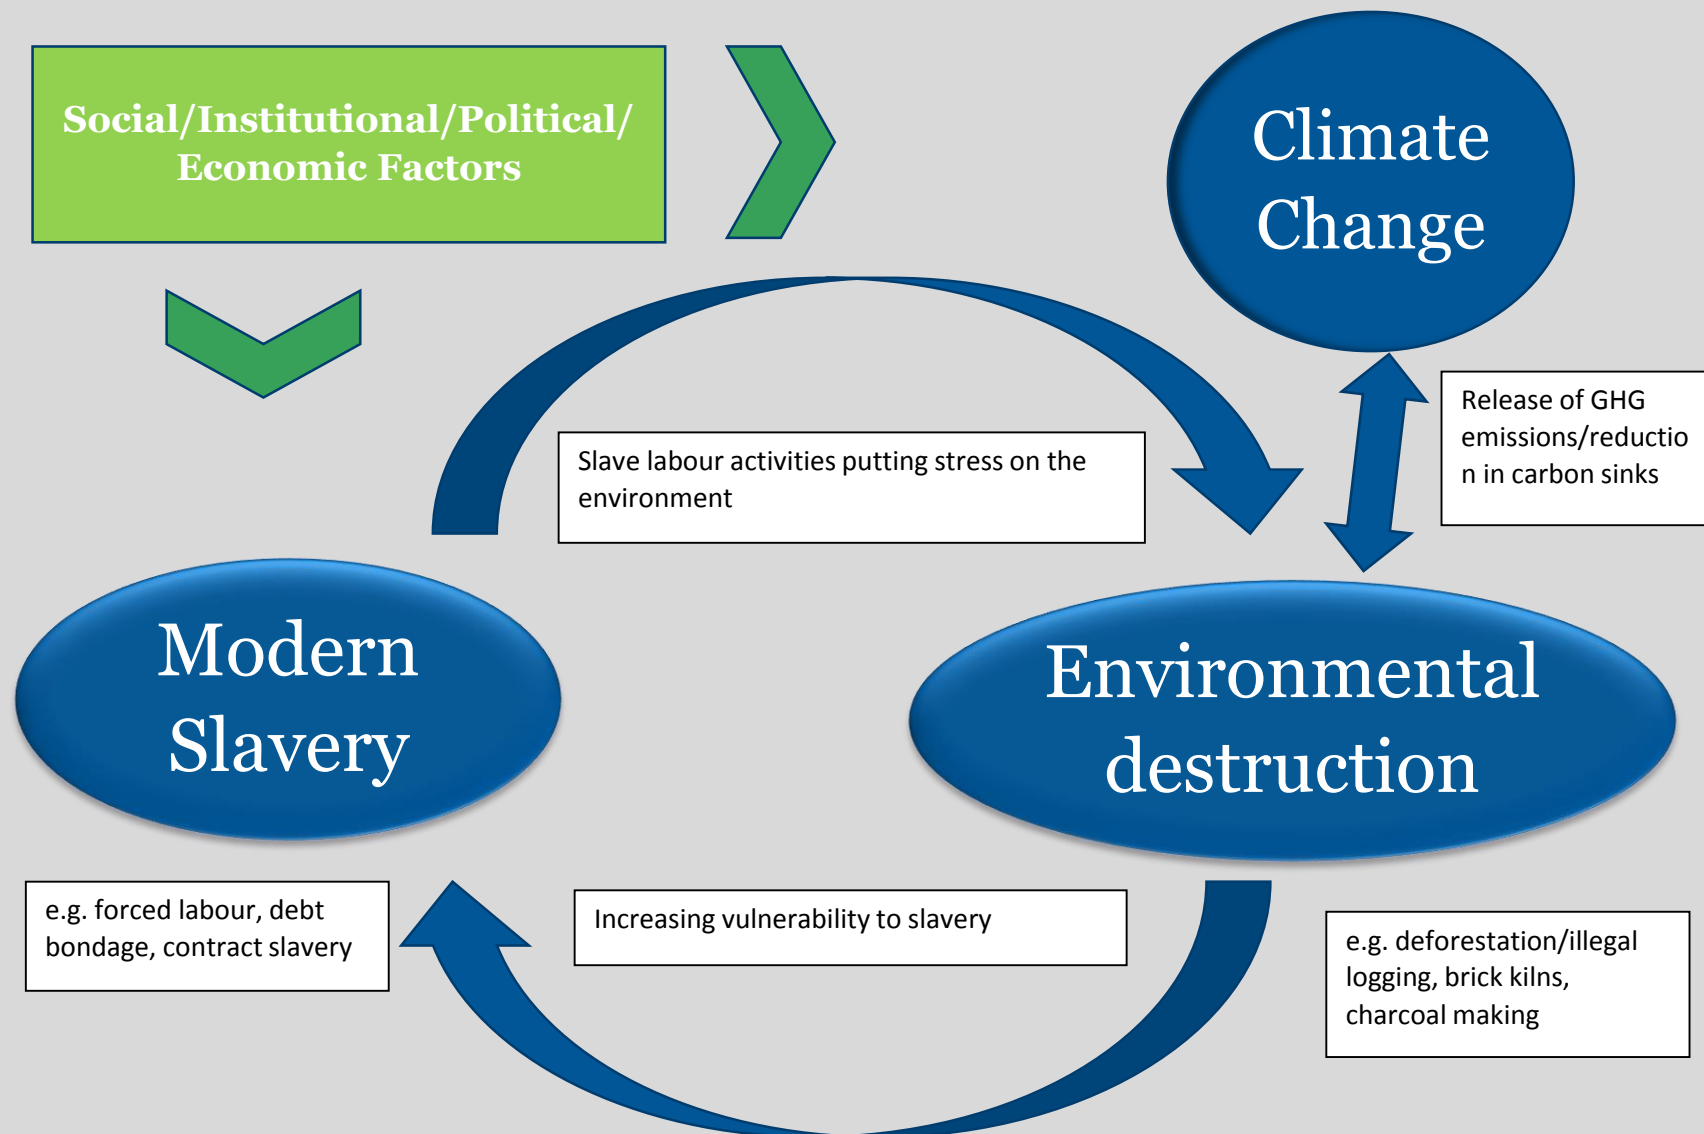 Social/Institutional/Political/
Economic Factors
Climate
Change
Release of GHG
emissions/reductio
n in carbon sinks
Slave labour activities putting stress on the
environment
Modern
Slavery
Environmental
destruction
e.g. forced labour, debt
bondage, contract slavery
Increasing vulnerability to slavery
e.g. deforestation/illegal
logging, brick kilns,
charcoal making